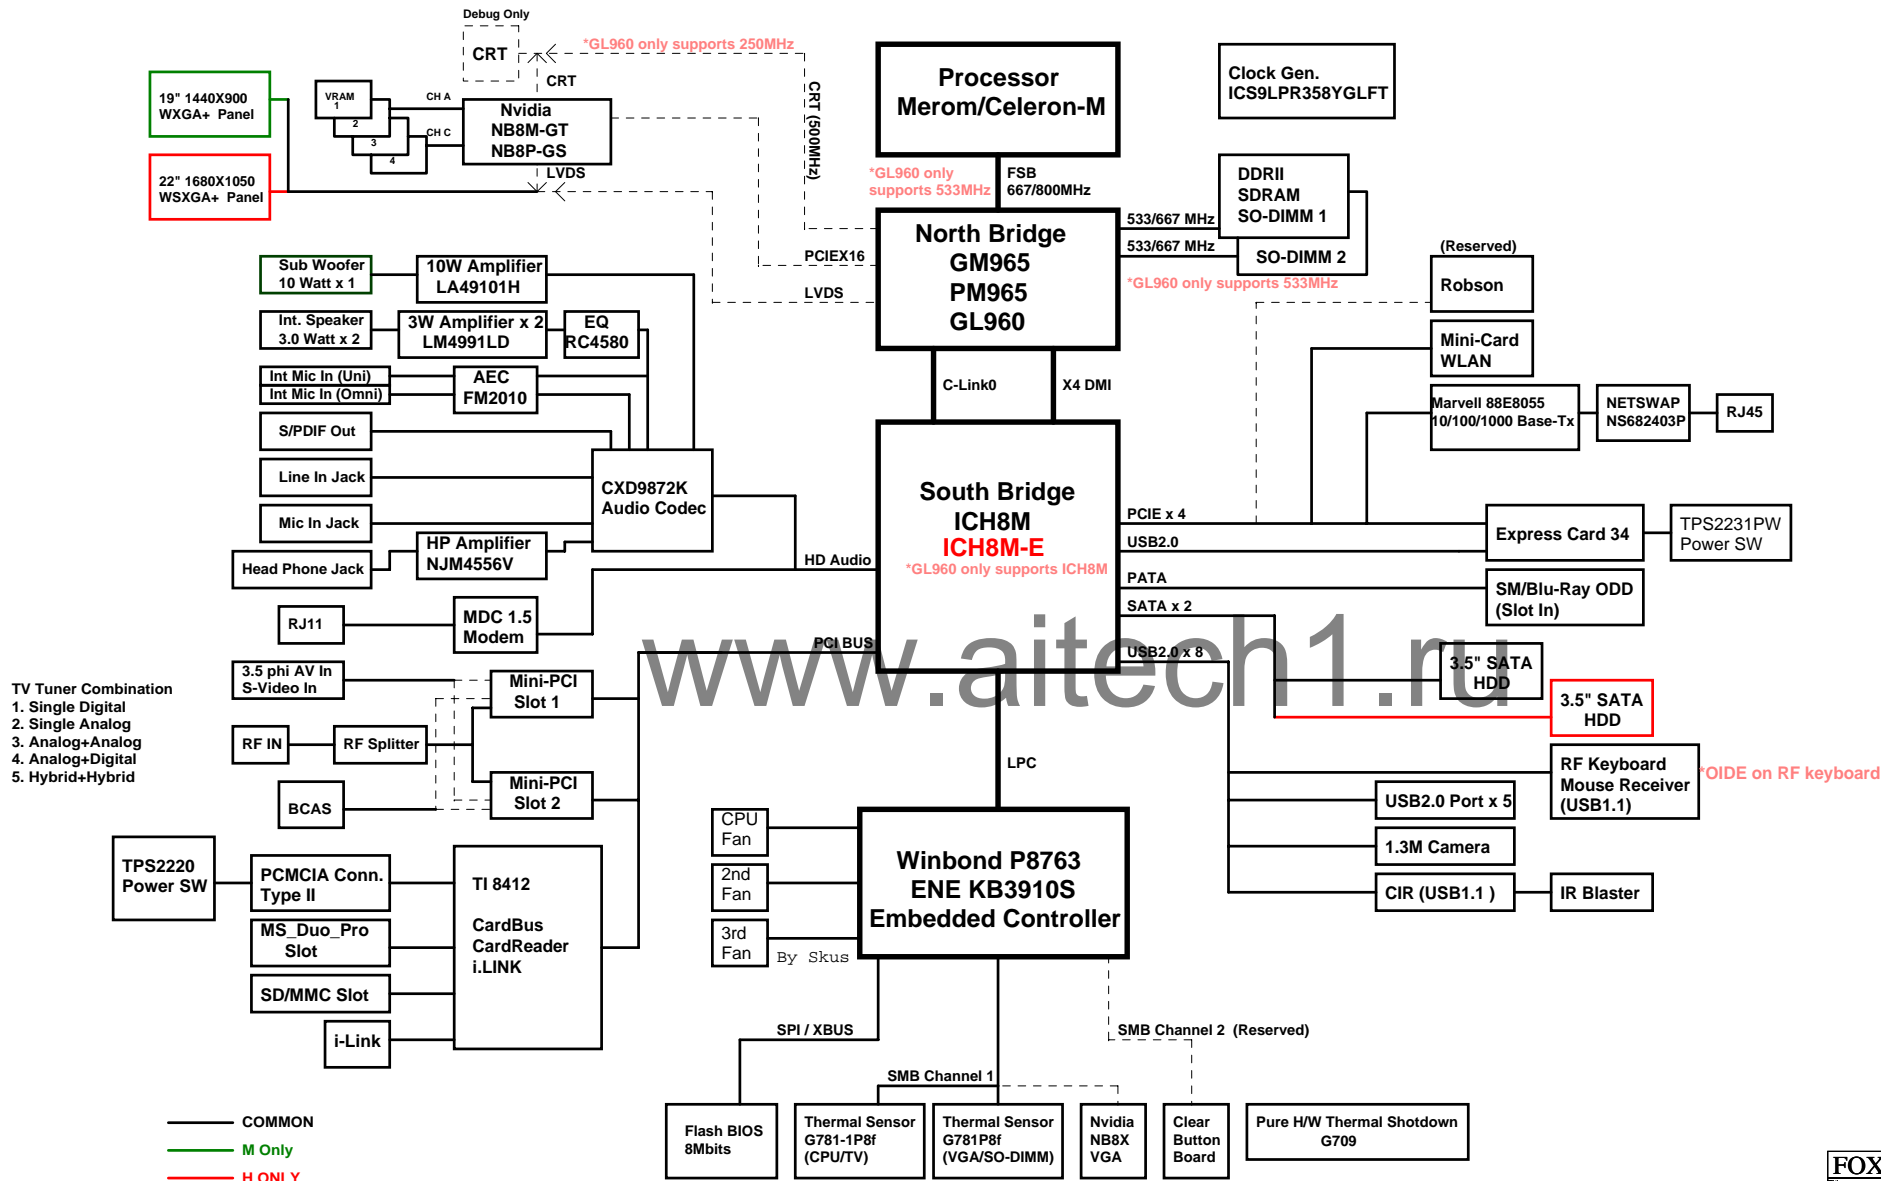 Debug Only
CRT
*GL960 only supports 250MHz
CRT
CRT (500MHz)
19" 1440X900
WXGA+ Panel
22" 1680X1050
WSXGA+ Panel
VRAM
1
2
3
4
CH A
CH C
Nvidia
NB8M-GT
NB8P-GS
LVDS
PCIEX16
LVDS
Processor
Merom/Celeron-M
Clock Gen.
ICS9LPR358YGLFT
*GL960 only
supports 533MHz
FSB
667/800MHz
North Bridge
GM965
PM965
GL960
533/667 MHz
533/667 MHz
*GL960 only supports 533MHz
DDRII
SDRAM
SO-DIMM 1
SO-DIMM 2
(Reserved)
Robson
Mini-Card
WLAN
Marvell 88E8055
10/100/1000 Base-Tx
NETSWAP
NS682403P
RJ45
Sub Woofer
10 Watt x 1
10W Amplifier
LA49101H
Int. Speaker
3.0 Watt x 2
3W Amplifier x 2
LM4991LD
EQ
RC4580
Int Mic In (Uni)
Int Mic In (Omni)
AEC
FM2010
S/PDIF Out
Line In Jack
Mic In Jack
Head Phone Jack
HP Amplifier
NJM4556V
CXD9872K
Audio Codec
HD Audio
RJ11
MDC 1.5
Modem
PCI BUS
C-Link0
X4 DMI
South Bridge
ICH8M
ICH8M-E
*GL960 only supports ICH8M
PCIE x 4
USB2.0
PATA
SATA x 2
USB2.0 x 8
Express Card 34
TPS2231PW
Power SW
SM/Blu-Ray ODD
(Slot In)
www.aitech1.ru
3.5" SATA
HDD
3.5" SATA
HDD
RF Keyboard
Mouse Receiver
(USB1.1)
*OIDE on RF keyboard
USB2.0 Port x 5
1.3M Camera
CIR (USB1.1 )
IR Blaster
TV Tuner Combination
1. Single Digital
2. Single Analog
3. Analog+Analog
4. Analog+Digital
5. Hybrid+Hybrid
3.5 phi AV In
S-Video In
RF IN
RF Splitter
BCAS
Mini-PCI
Slot 1
Mini-PCI
Slot 2
TPS2220
Power SW
PCMCIA Conn.
Type II
MS_Duo_Pro
Slot
SD/MMC Slot
i-Link
TI 8412
CardBus
CardReader
i.LINK
LPC
CPU
Fan
2nd
Fan
3rd
Fan
By Skus
Winbond P8763
ENE KB3910S
Embedded Controller
SPI / XBUS
SMB Channel 1
SMB Channel 2 (Reserved)
Flash BIOS
8Mbits
Thermal Sensor
G781-1P8f
(CPU/TV)
Thermal Sensor
G781P8f
(VGA/SO-DIMM)
Nvidia
NB8X
VGA
Clear
Button
Board
Pure H/W Thermal Shotdown
G709
COMMON
M Only
H ONLY
FOX